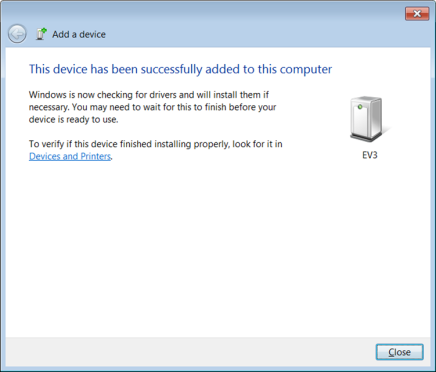 Add a device
This device has been successfully added to this computer
Windows is now checking for drivers and will install them if
necessary. You may need to wait for this to finish before your
device is ready to use.
To verify if this device finished installing properly, look for it in
Devices and Printers.
EV3
Close